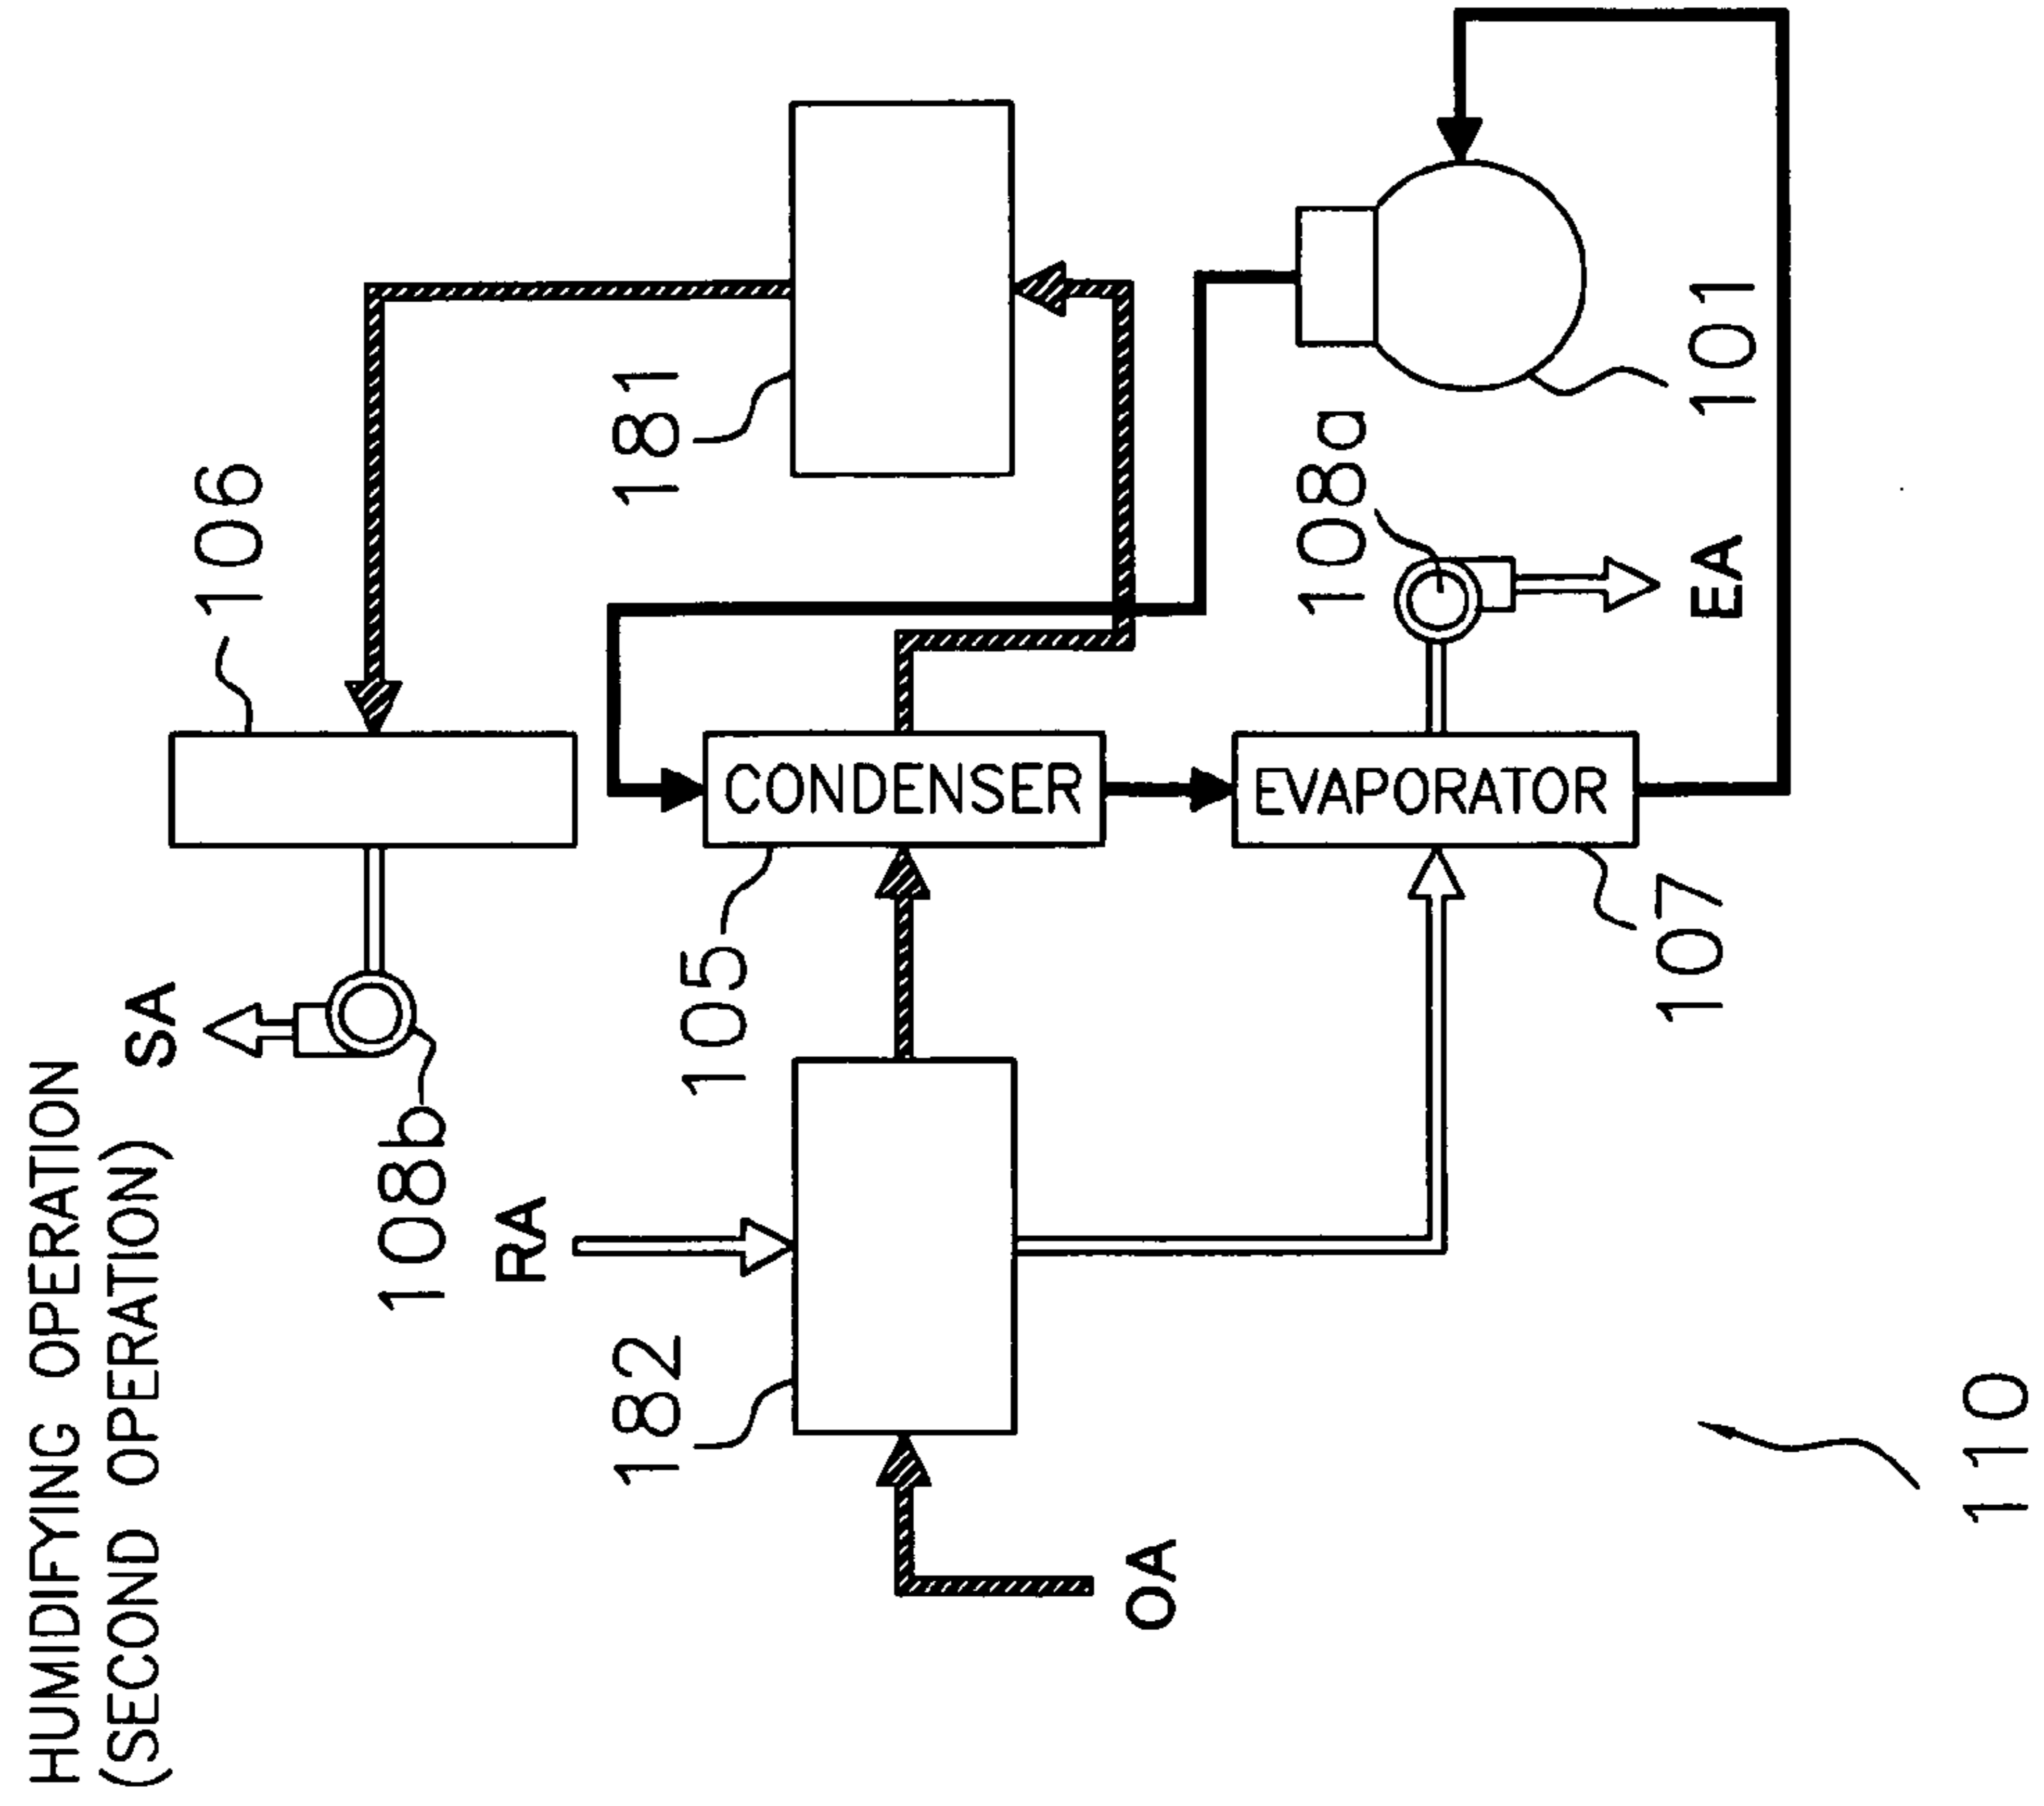 HUMIDIFYING OPERATION
(SECOND OPERATION)
SA
106
108b
RA
181
182
105
CONDENSER
OA
108a
EVAPORATOR
107
101
EA
110